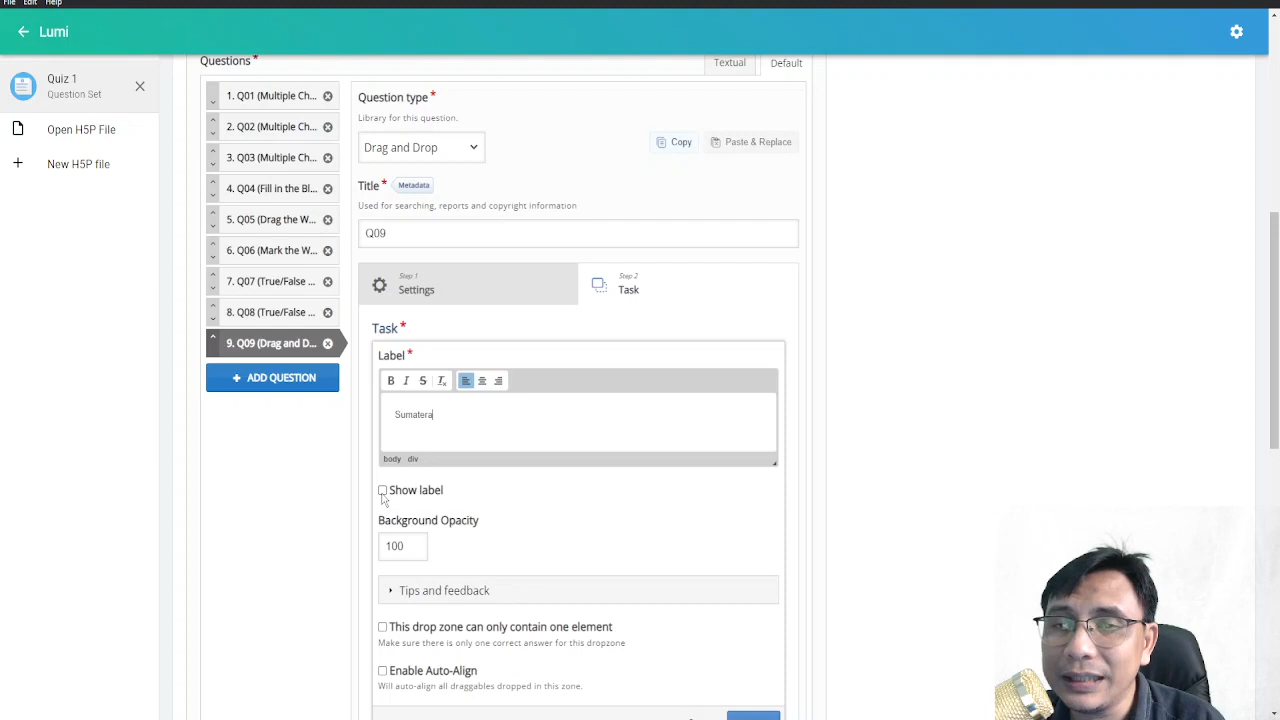 File Edit Help
Lumi
Quiz 1
Question Set
Open H5P File
New H5P file
Questions *
Textual
Default
1. Q01 (Multiple Ch...
2. Q02 (Multiple Ch...
3. Q03 (Multiple Ch...
4. Q04 (Fill in the Bl...
5. Q05 (Drag the W...
6. Q06 (Mark the W...
7. Q07 (True/False ...
8. Q08 (True/False ...
9. Q09 (Drag and D...
+ ADD QUESTION
Question type *
Library for this question.
Drag and Drop
Copy
Paste & Replace
Title * Metadata
Used for searching, reports and copyright information
Q09
Step 1
Settings
Step 2
Task
Task *
Label *
B I S Tx
Sumatera
body div
Show label
Background Opacity
100
Tips and feedback
This drop zone can only contain one element
Make sure there is only one correct answer for this dropzone
Enable Auto-Align
Will auto-align all draggables dropped in this zone.